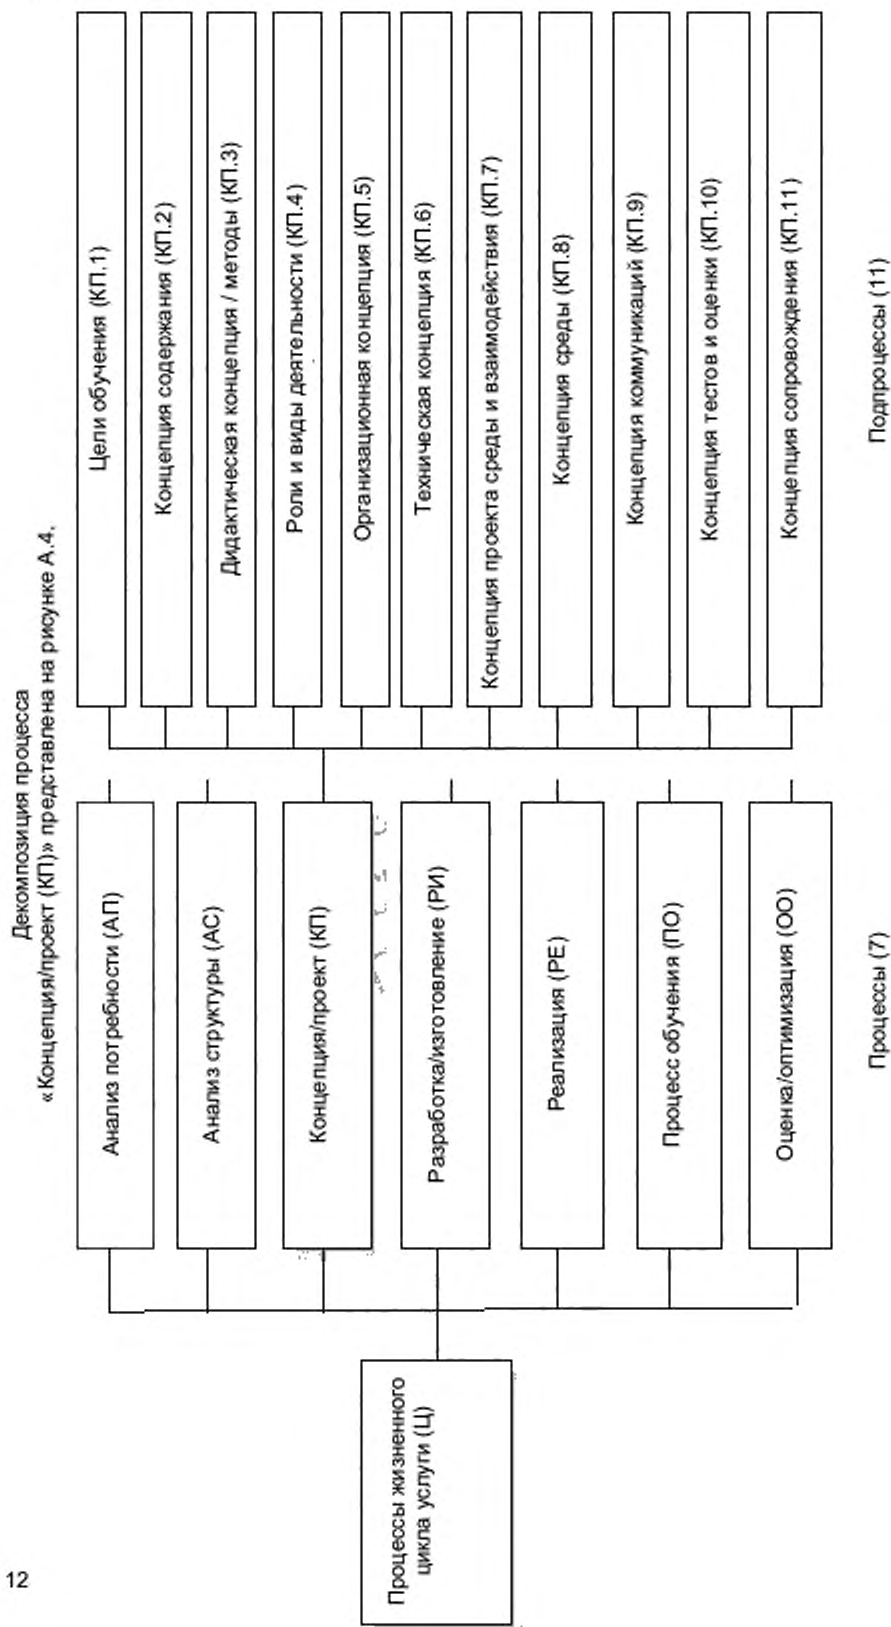 12
Декомпозиция процесса
«Концепция/проект (КП)» представлена на рисунке А.4.
Процессы жизненного
цикла услуги (Ц)
Анализ потребности (АП)
Анализ структуры (АС)
Концепция/проект (КП)
Разработка/изготовление (РИ)
Реализация (РЕ)
Процесс обучения (ПО)
Оценка/оптимизация (ОО)
Процессы (7)
Цели обучения (КП.1)
Концепция содержания (КП.2)
Дидактическая концепция / методы (КП.3)
Роли и виды деятельности (КП.4)
Организационная концепция (КП.5)
Техническая концепция (КП.6)
Концепция проекта среды и взаимодействия (КП.7)
Концепция среды (КП.8)
Концепция коммуникаций (КП.9)
Концепция тестов и оценки (КП.10)
Концепция сопровождения (КП.11)
Подпроцессы (11)